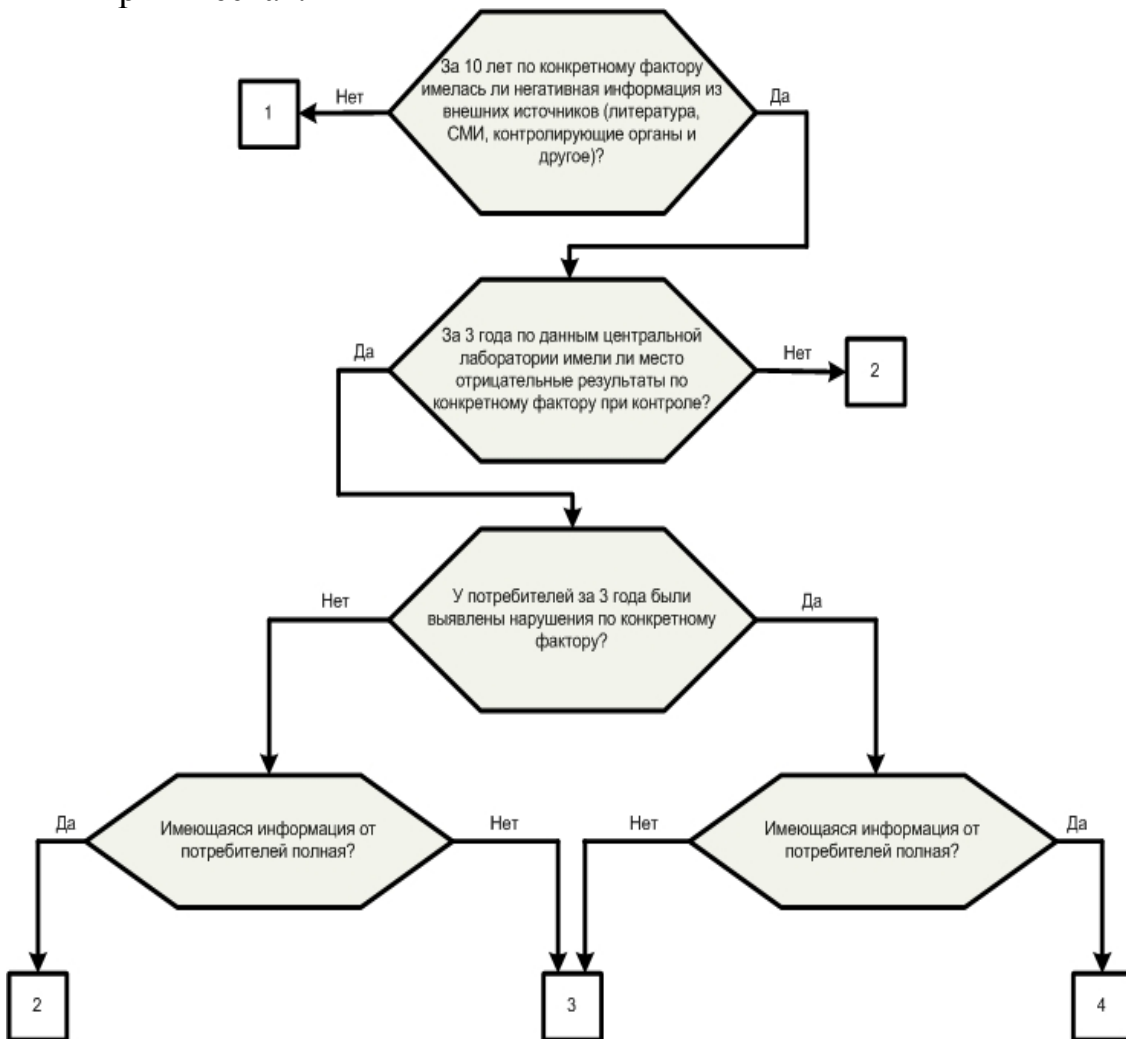 За 10 лет по конкретному фактору
имелась ли негативная информация из
внешних источников (литература,
СМИ, контролирующие органы и
другое)?
Нет
Да
1
За 3 года по данным центральной
лаборатории имели ли место
отрицательные результаты по
конкретному фактору при контроле?
Да
Нет
2
У потребителей за 3 года были
выявлены нарушения по конкретному
фактору?
Нет
Да
Имеющаяся информация от
потребителей полная?
Да
Нет
Имеющаяся информация от
потребителей полная?
Нет
Да
2
3
4